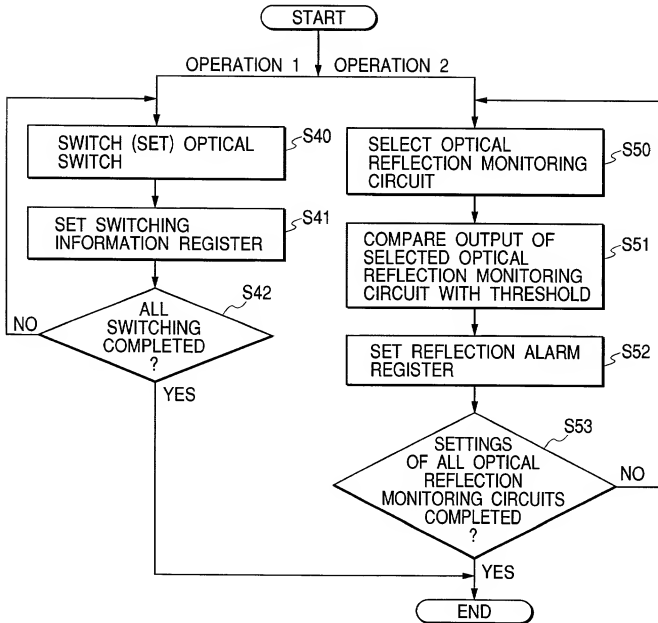 START
OPERATION 1
OPERATION 2
SWITCH (SET) OPTICAL
SWITCH
S40
SET SWITCHING
INFORMATION REGISTER
S41
ALL
SWITCHING
COMPLETED
?
S42
NO
YES
SELECT OPTICAL
REFLECTION MONITORING
CIRCUIT
S50
COMPARE OUTPUT OF
SELECTED OPTICAL
REFLECTION MONITORING
CIRCUIT WITH THRESHOLD
S51
SET REFLECTION ALARM
REGISTER
S52
SETTINGS
OF ALL OPTICAL
REFLECTION
MONITORING CIRCUITS
COMPLETED
?
S53
NO
YES
END